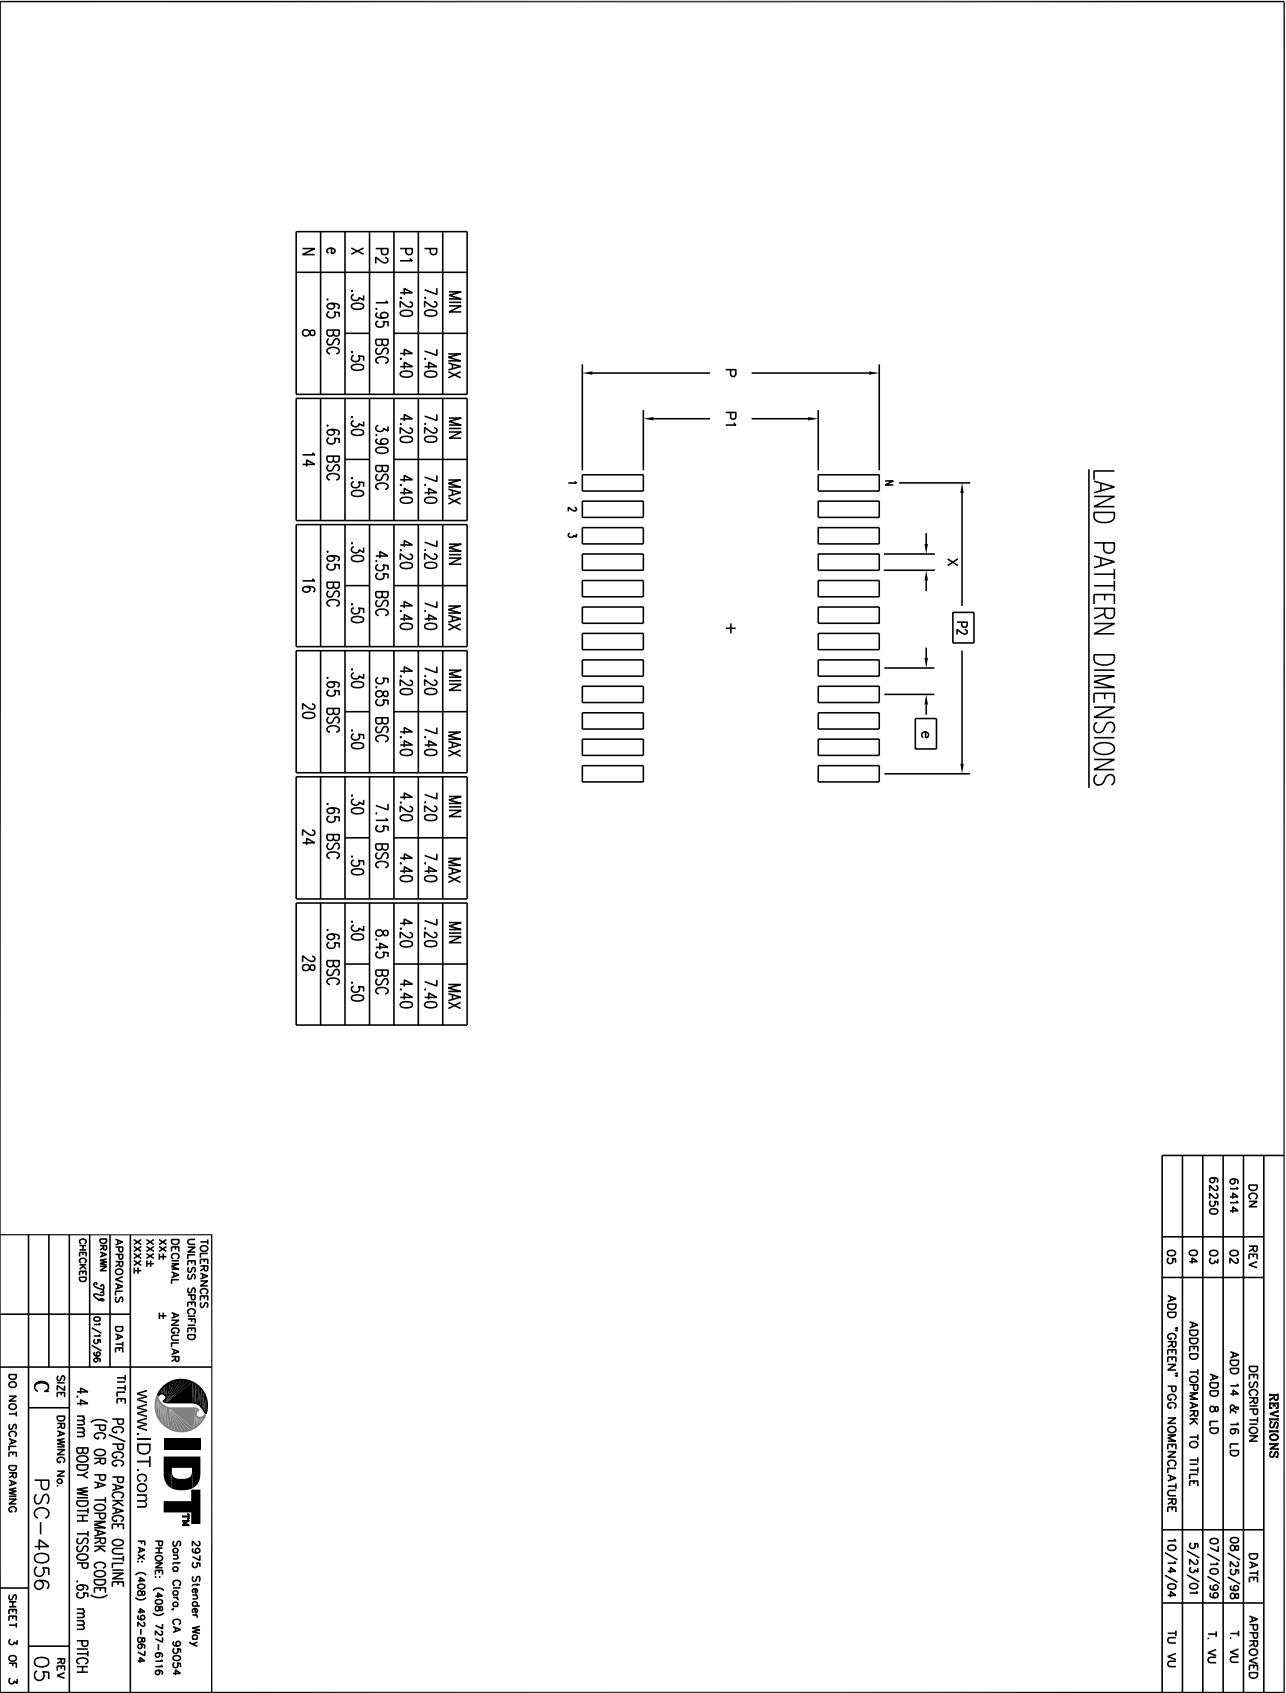 REVISIONS
DCN REV DESCRIPTION DATE APPROVED
61414 02 ADD 14 & 16 LD 08/25/98 T. VU
62250 03 ADD 8 LD 07/10/99 T. VU
04 ADDED TOPMARK TO TITLE 5/23/01
05 ADD "GREEN" PGG NOMENCLATURE 10/14/04 TU VU
LAND PATTERN DIMENSIONS
P2
X
e
N
P
P1
+
1 2 3
MIN MAX MIN MAX MIN MAX MIN MAX MIN MAX MIN MAX
P 7.20 7.40 7.20 7.40 7.20 7.40 7.20 7.40 7.20 7.40 7.20 7.40
P1 4.20 4.40 4.20 4.40 4.20 4.40 4.20 4.40 4.20 4.40 4.20 4.40
P2 1.95 BSC 3.90 BSC 4.55 BSC 5.85 BSC 7.15 BSC 8.45 BSC
X .30 .50 .30 .50 .30 .50 .30 .50 .30 .50 .30 .50
e .65 BSC .65 BSC .65 BSC .65 BSC .65 BSC .65 BSC
N 8 14 16 20 24 28
TOLERANCES
UNLESS SPECIFIED
DECIMAL ANGULAR
XX± ±
XXX±
XXXX±
IDT TM
www.IDT.com
2975 Stender Way
Santa Clara, CA 95054
PHONE: (408) 727-6116
FAX: (408) 492-8674
APPROVALS DATE
DRAWN TV 01/15/96
CHECKED
TITLE PG/PGG PACKAGE OUTLINE
(PG OR PA TOPMARK CODE)
4.4 mm BODY WIDTH TSSOP .65 mm PITCH
SIZE DRAWING No. REV
C PSC-4056 05
DO NOT SCALE DRAWING SHEET 3 OF 3